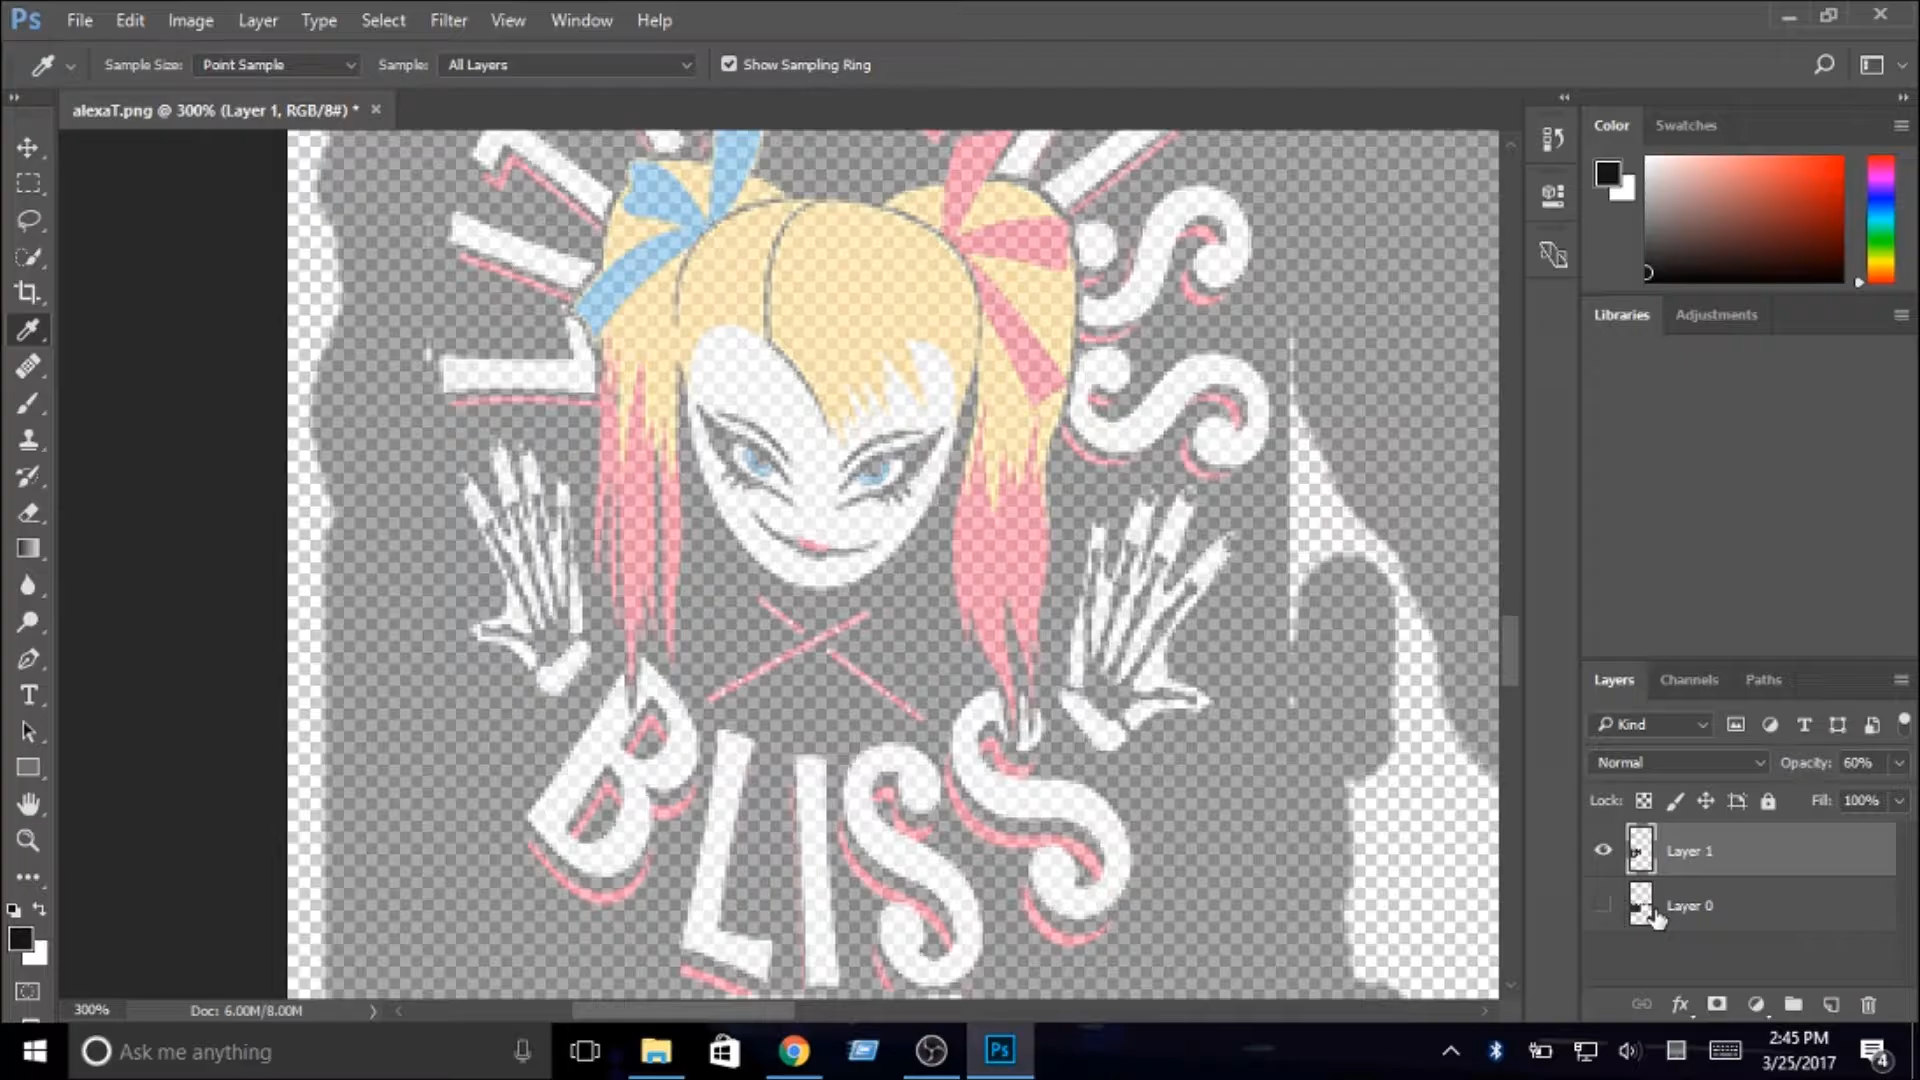 Ps File Edit Image Layer Type Select Filter View Window Help
Sample Size: Point Sample Sample: All Layers Show Sampling Ring
alexaT.png @ 300% (Layer 1, RGB/8#) * ×
Color Swatches
Libraries Adjustments
BLISS
Layers Channels Paths
Kind
Normal Opacity: 60%
Lock: Fill: 100%
Layer 1
Layer 0
300% Doc: 6.00M/8.00M
Ask me anything
Ps
2:45 PM
3/25/2017
4